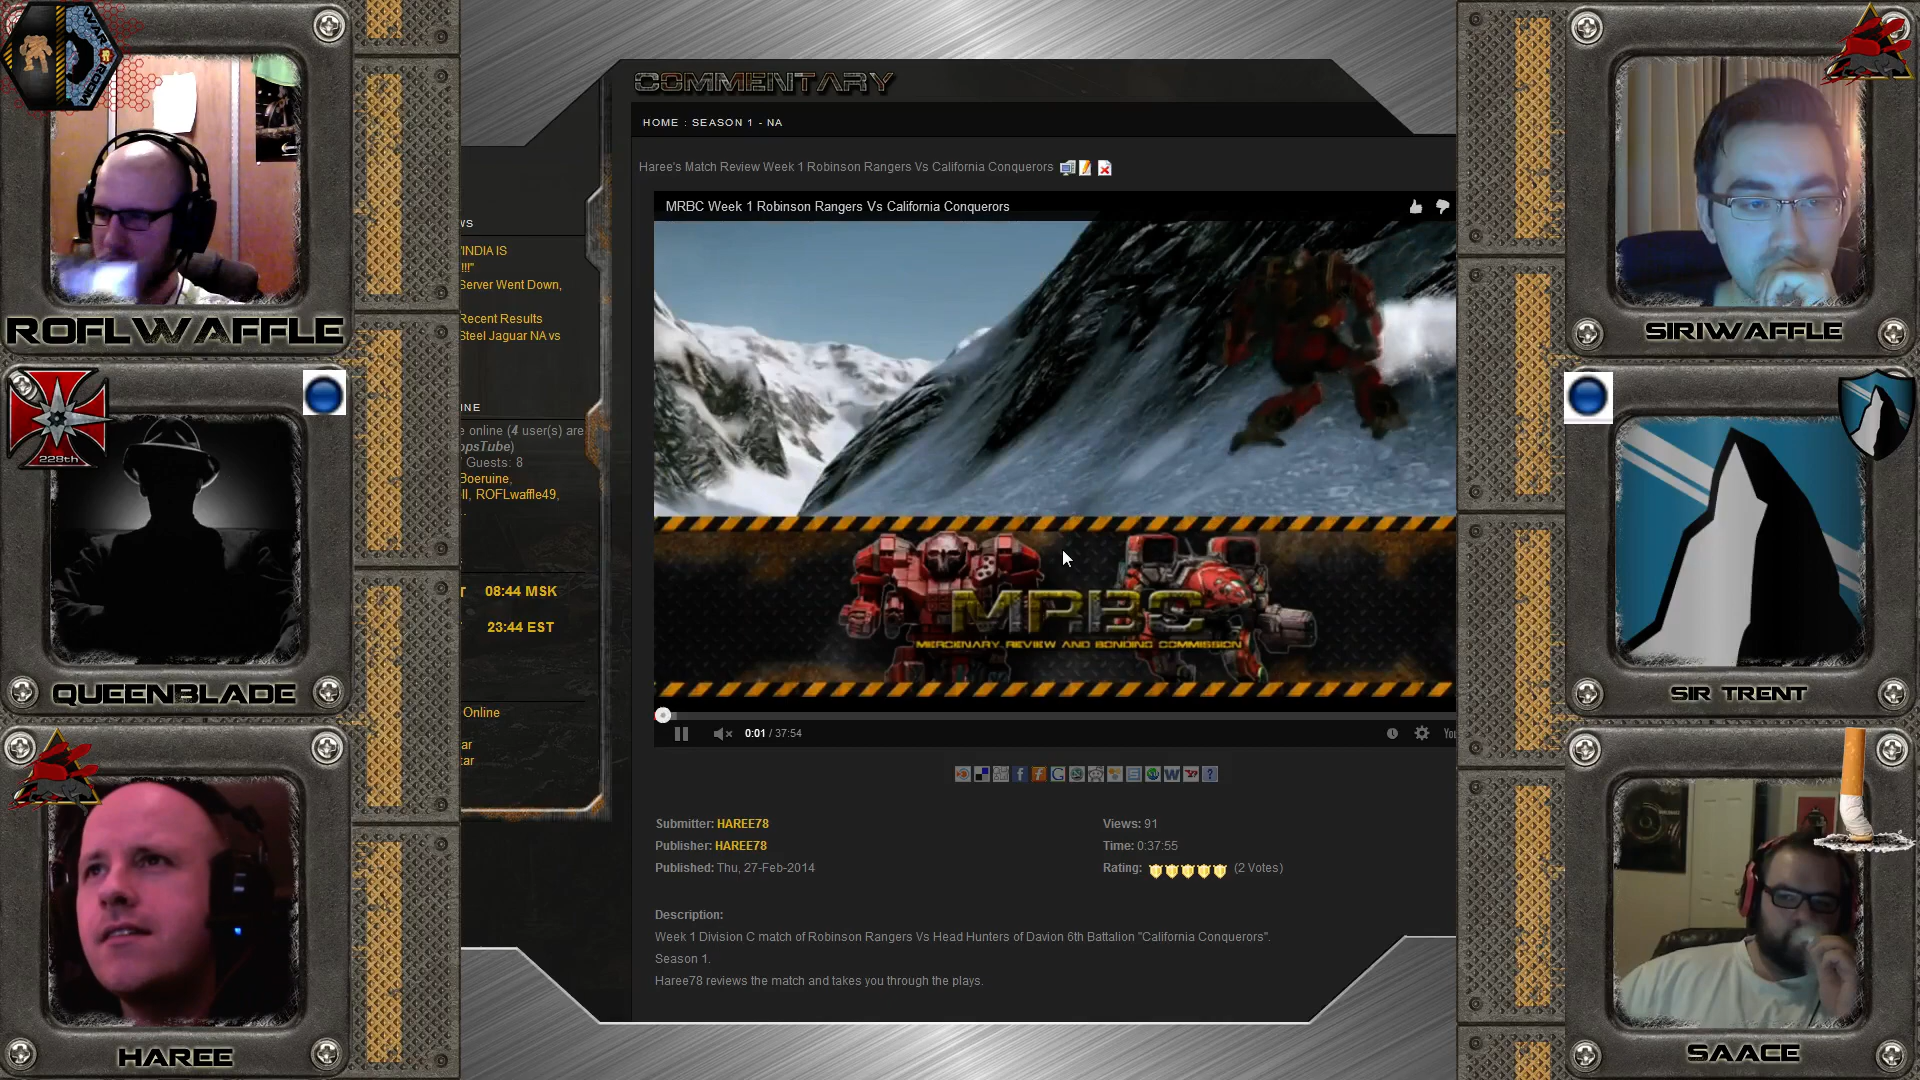 COMMENTARY
HOME : SEASON 1 - NA
Haree's Match Review Week 1 Robinson Rangers Vs California Conquerors
MRBC Week 1 Robinson Rangers Vs California Conquerors
WS
'INDIA IS
!!!"
Server Went Down,
Recent Results
Steel Jaguar NA vs
INE
e online (4 user(s) are
opsTube)
Guests: 8
Boeruine,
ll, ROFLwaffle49,
T 08:44 MSK
23:44 EST
Online
ar
tar
MRBC
MERCENARY REVIEW AND BONDING COMMISSION
0:01 / 37:54
You
Submitter: HAREE78
Publisher: HAREE78
Published: Thu, 27-Feb-2014
Views: 91
Time: 0:37:55
Rating: (2 Votes)
Description:
Week 1 Division C match of Robinson Rangers Vs Head Hunters of Davion 6th Battalion "California Conquerors".
Season 1.
Haree78 reviews the match and takes you through the plays.
ROFLWAFFLE
228th
QUEENBLADE
HAREE
SIRIWAFFLE
SIR TRENT
SAACE